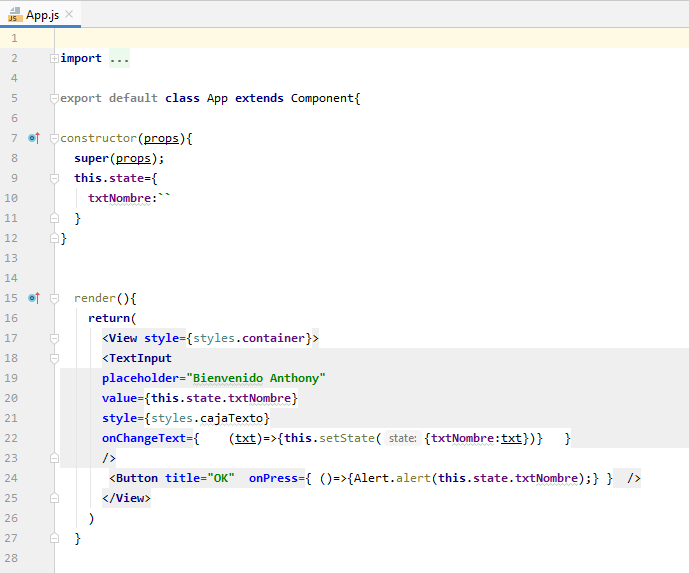 App.js
1
2 import ...
4
5 export default class App extends Component{
6
7 constructor(props){
8 super(props);
9 this.state={
10 txtNombre:``
11 }
12 }
13
14
15 render(){
16 return(
17 <View style={styles.container}>
18 <TextInput
19 placeholder="Bienvenido Anthony"
20 value={this.state.txtNombre}
21 style={styles.cajaTexto}
22 onChangeText={ (txt)=>{this.setState( state: {txtNombre:txt})} }
23 />
24 <Button title="OK" onPress={ ()=>{Alert.alert(this.state.txtNombre);} } />
25 </View>
26 )
27 }
28